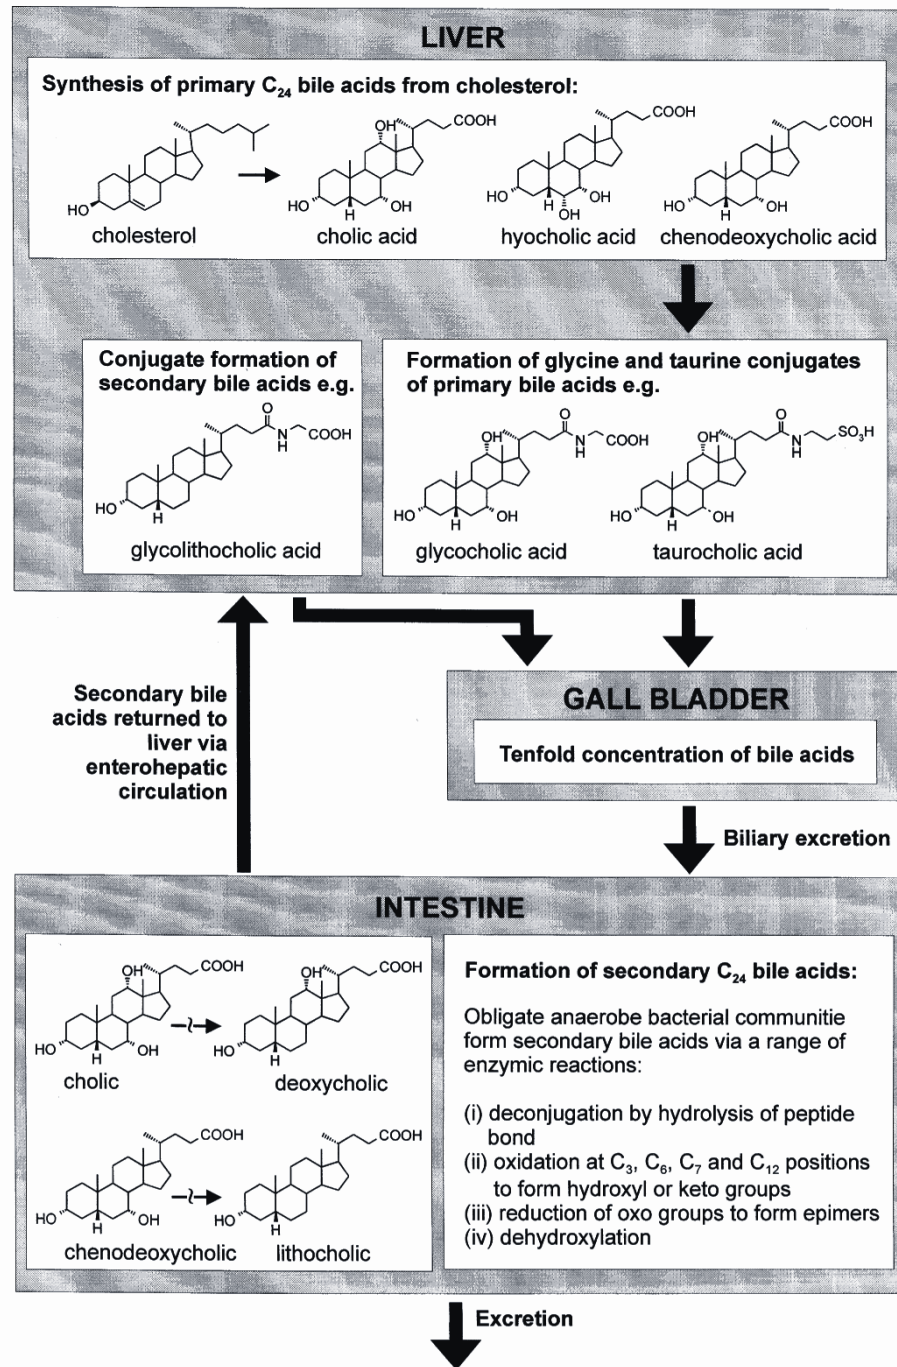 LIVER
Synthesis of primary C24 bile acids from cholesterol:
OH
COOH
COOH
COOH
HO
HO
H
OH
HO
H
OH
OH
HO
H
OH
cholesterol
cholic acid
hyocholic acid
chenodeoxycholic acid
Conjugate formation of
secondary bile acids e.g.
O
N
H
COOH
HO
H
glycolithocholic acid
Formation of glycine and taurine conjugates
of primary bile acids e.g.
OH
O
N
H
COOH
HO
H
OH
glycocholic acid
OH
O
N
H
SO3H
HO
H
OH
taurocholic acid
Secondary bile
acids returned to
liver via
enterohepatic
circulation
GALL BLADDER
Tenfold concentration of bile acids
Biliary excretion
INTESTINE
OH
COOH
HO
H
OH
cholic
OH
COOH
HO
H
deoxycholic
COOH
HO
H
OH
chenodeoxycholic
COOH
HO
H
lithocholic
Formation of secondary C24 bile acids:
Obligate anaerobe bacterial communitie
form secondary bile acids via a range of
enzymic reactions:
(i) deconjugation by hydrolysis of peptide
bond
(ii) oxidation at C3, C6, C7 and C12 positions
to form hydroxyl or keto groups
(iii) reduction of oxo groups to form epimers
(iv) dehydroxylation
Excretion